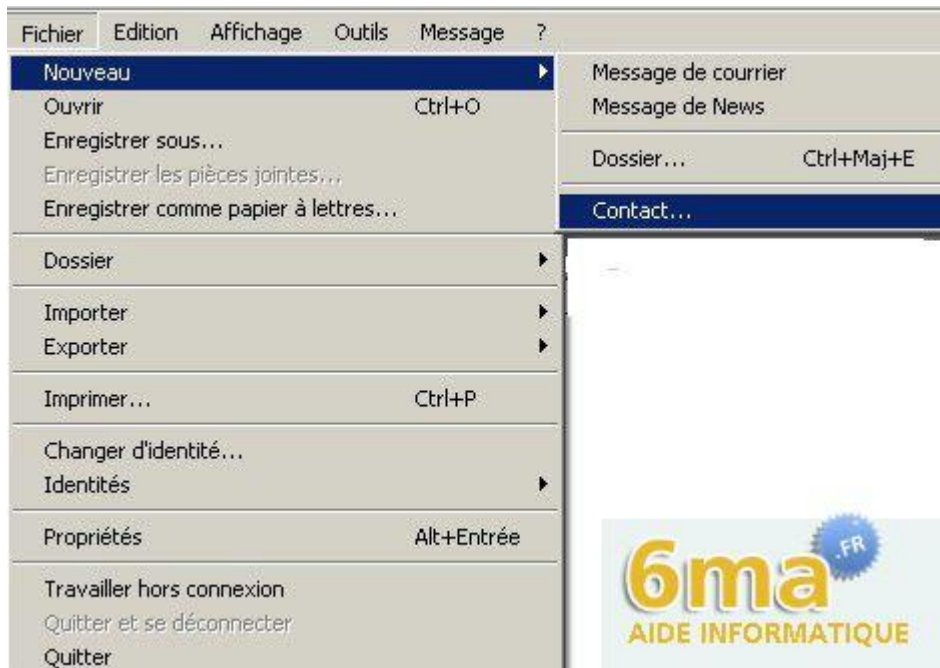 Fichier Edition Affichage Outils Message ?
Nouveau
Ouvrir Ctrl+O
Enregistrer sous...
Enregistrer les pièces jointes...
Enregistrer comme papier à lettres...
Dossier
Importer
Exporter
Imprimer... Ctrl+P
Changer d'identité...
Identités
Propriétés Alt+Entrée
Travailler hors connexion
Quitter et se déconnecter
Quitter
Message de courrier
Message de News
Dossier... Ctrl+Maj+E
Contact...
6ma .FR
AIDE INFORMATIQUE